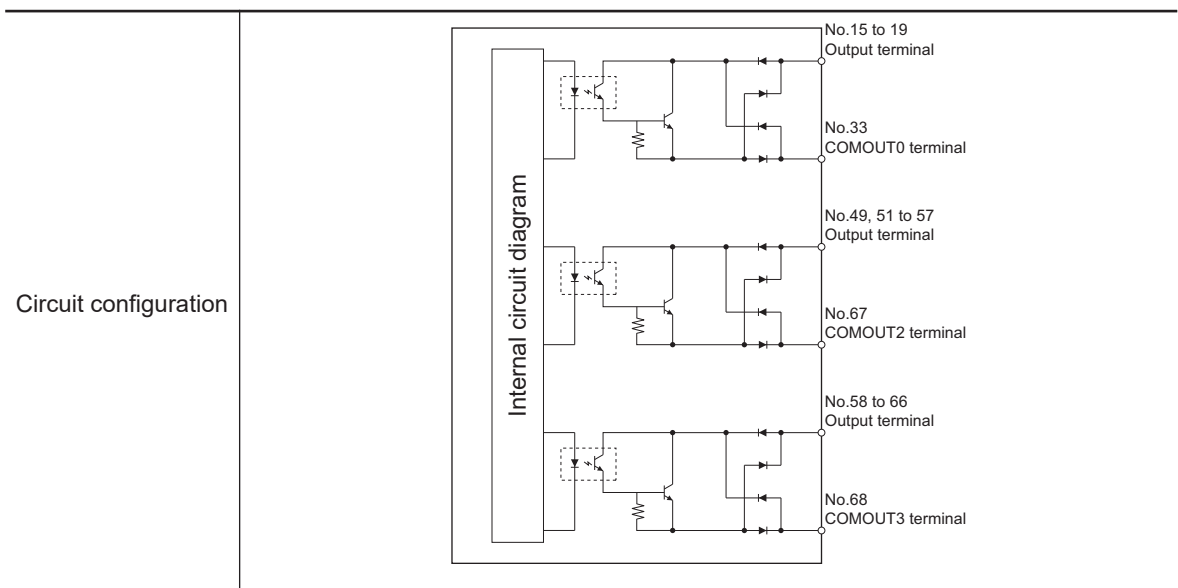 Circuit configuration
Internal circuit diagram
No.15 to 19
Output terminal
No.33
COMOUT0 terminal
No.49, 51 to 57
Output terminal
No.67
COMOUT2 terminal
No.58 to 66
Output terminal
No.68
COMOUT3 terminal